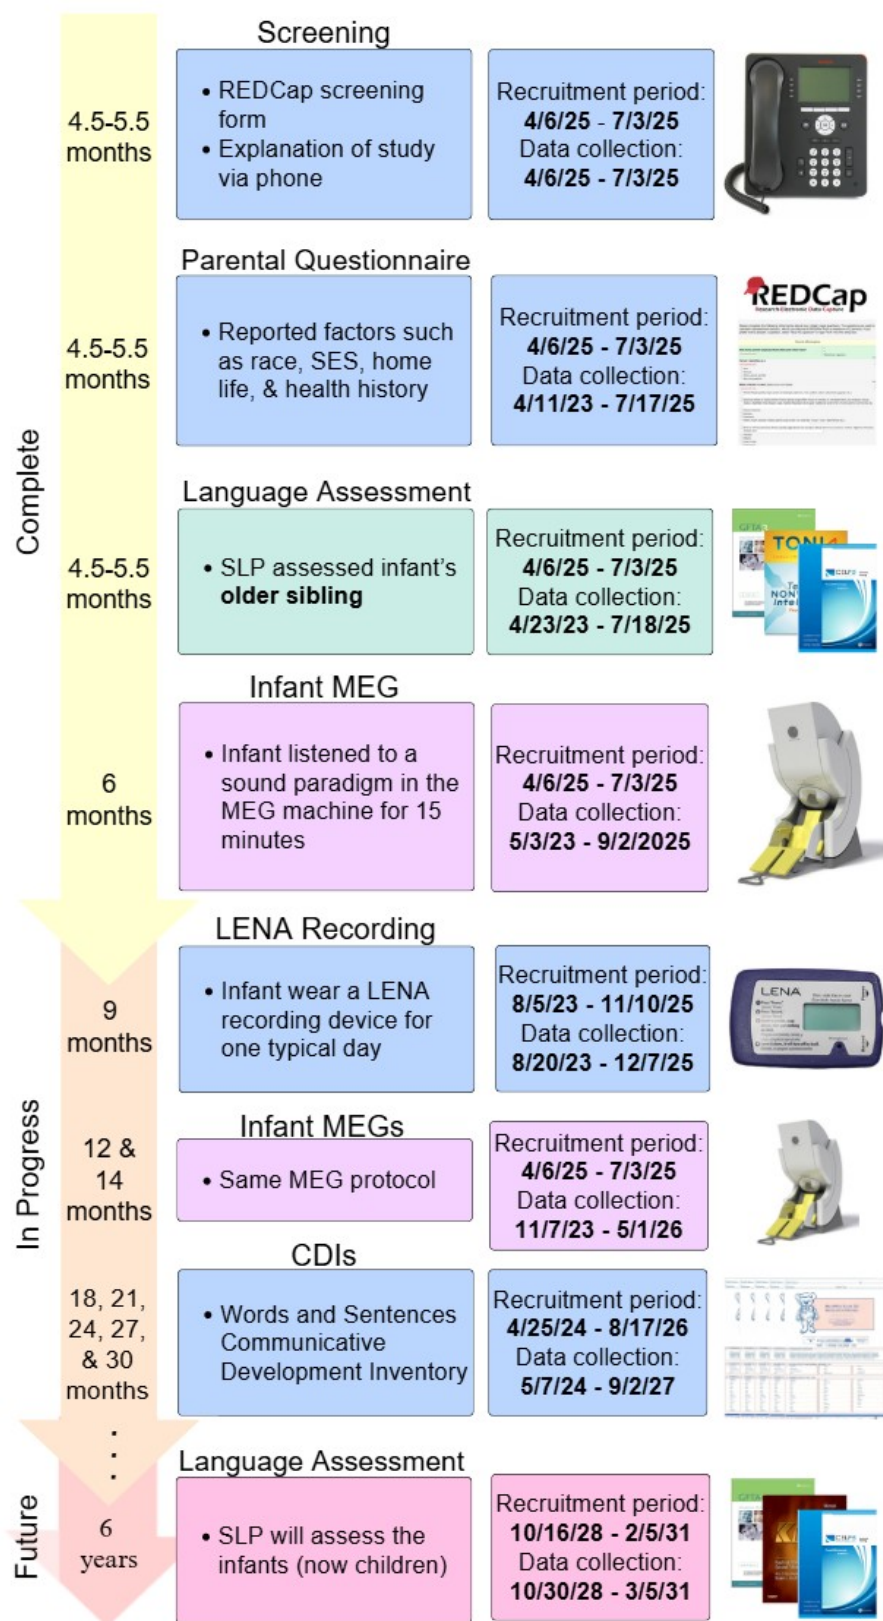 Screening
4.5-5.5
months
• REDCap screening
form
• Explanation of study
via phone
Recruitment period:
4/6/25 - 7/3/25
Data collection:
4/6/25 - 7/3/25
Parental Questionnaire
4.5-5.5
months
• Reported factors such
as race, SES, home
life, & health history
Recruitment period:
4/6/25 - 7/3/25
Data collection:
4/11/23 - 7/17/25
REDCap
Research Electronic Data Capture
Complete
Language Assessment
4.5-5.5
months
• SLP assessed infant's
older sibling
Recruitment period:
4/6/25 - 7/3/25
Data collection:
4/23/23 - 7/18/25
Infant MEG
6
months
• Infant listened to a
sound paradigm in the
MEG machine for 15
minutes
Recruitment period:
4/6/25 - 7/3/25
Data collection:
5/3/23 - 9/2/2025
LENA Recording
9
months
• Infant wear a LENA
recording device for
one typical day
Recruitment period:
8/5/23 - 11/10/25
Data collection:
8/20/23 - 12/7/25
LENA
In Progress
Infant MEGs
12 &
14
months
• Same MEG protocol
Recruitment period:
4/6/25 - 7/3/25
Data collection:
11/7/23 - 5/1/26
CDIs
18, 21,
24, 27,
& 30
months
• Words and Sentences
Communicative
Development Inventory
Recruitment period:
4/25/24 - 8/17/26
Data collection:
5/7/24 - 9/2/27
Future
Language Assessment
6
years
• SLP will assess the
infants (now children)
Recruitment period:
10/16/28 - 2/5/31
Data collection:
10/30/28 - 3/5/31